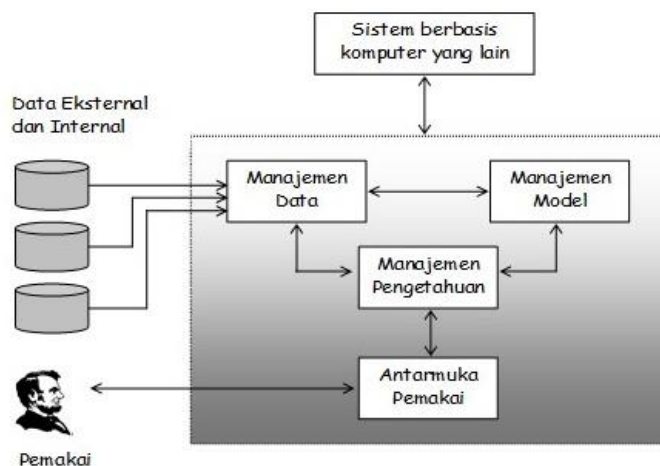 Sistem berbasis
komputer yang lain
Data Eksternal
dan Internal
Manajemen
Data
Manajemen
Model
Manajemen
Pengetahuan
Antarmuka
Pemakai
Pemakai